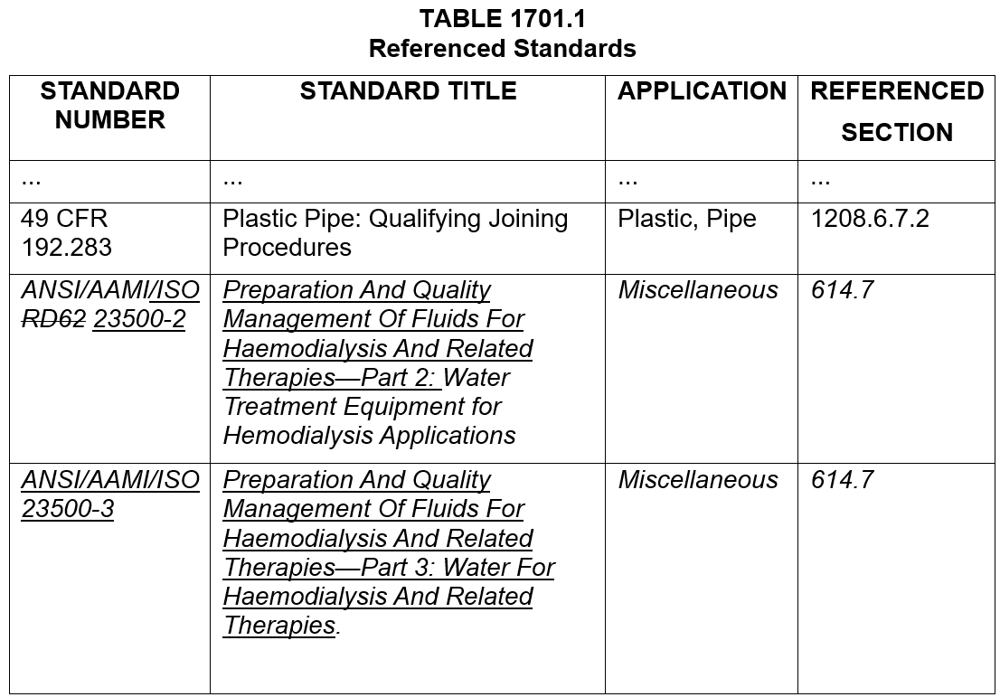 TABLE 1701.1
Referenced Standards
STANDARD NUMBER
STANDARD TITLE
APPLICATION
REFERENCED
SECTION
...
...
...
...
49 CFR
192.283
Plastic Pipe: Qualifying Joining
Procedures
Plastic, Pipe
1208.6.7.2
ANSI/AAMI/ISO
RD62 23500-2
Preparation And Quality
Management Of Fluids For
Haemodialysis And Related
Therapies—Part 2: Water
Treatment Equipment for
Hemodialysis Applications
Miscellaneous
614.7
ANSI/AAMI/ISO
23500-3
Preparation And Quality
Management Of Fluids For
Haemodialysis And Related
Therapies—Part 3: Water For
Haemodialysis And Related
Therapies.
Miscellaneous
614.7